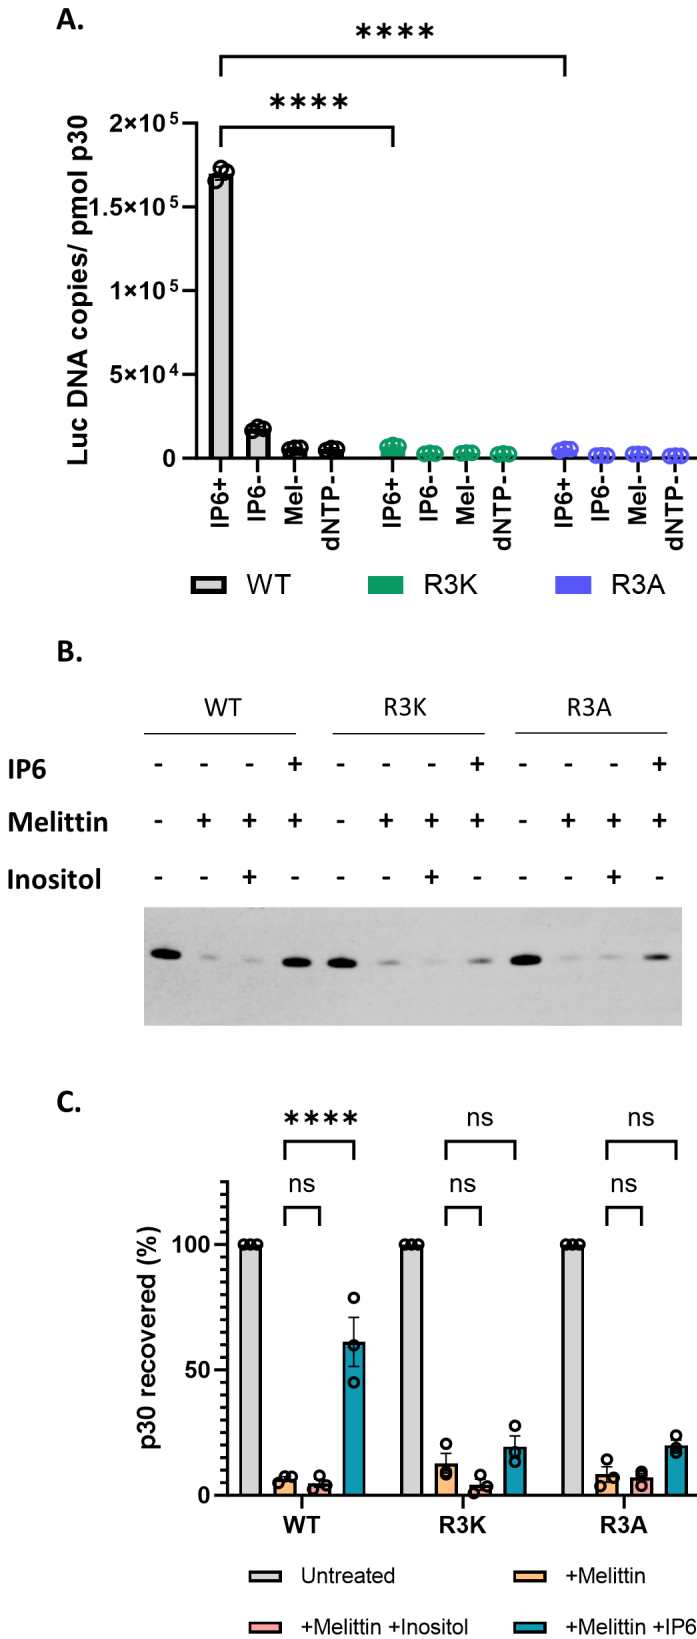 A.
****
****
Luc DNA copies/ pmol p30
2×10⁵
1.5×10⁵
1×10⁵
5×10⁴
0
IP6+ IP6- Mel- dNTP- IP6+ IP6- Mel- dNTP- IP6+ IP6- Mel- dNTP-
WT R3K R3A
B.
WT R3K R3A
IP6 - - - + - - - + - - - +
Melittin - + + + - + + + - + + +
Inositol - - + - - - + - - - + -
C.
**** ns ns
ns ns ns
p30 recovered (%)
100
50
0
WT R3K R3A
Untreated +Melittin
+Melittin +Inositol +Melittin +IP6